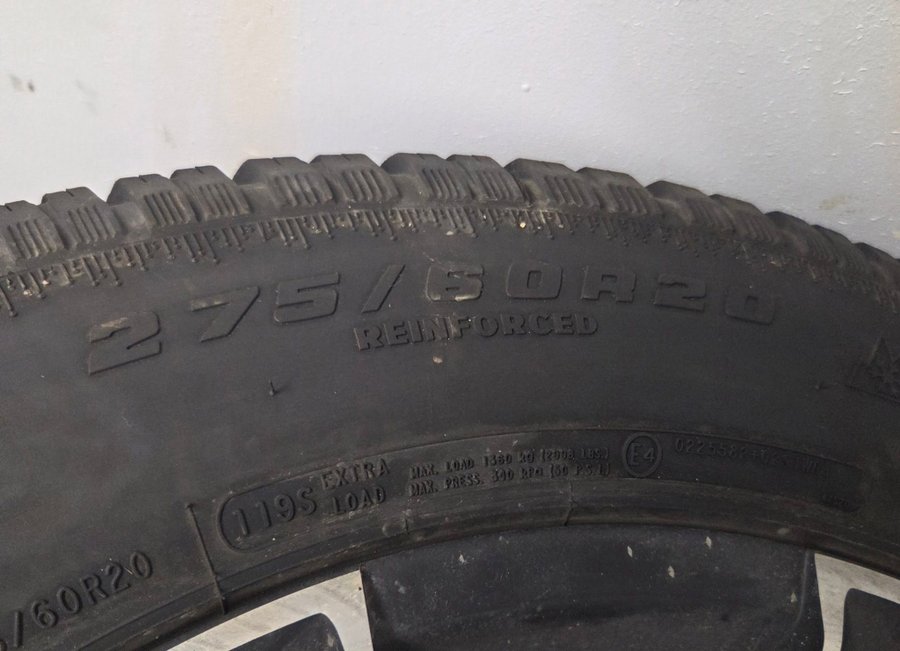 275/60R20
REINFORCED
119S EXTRA LOAD
MAX. LOAD 1360 KG (2998 LBS.)
MAX. PRESS. 340 KPa (50 P.S.I.)
E4
/60R20